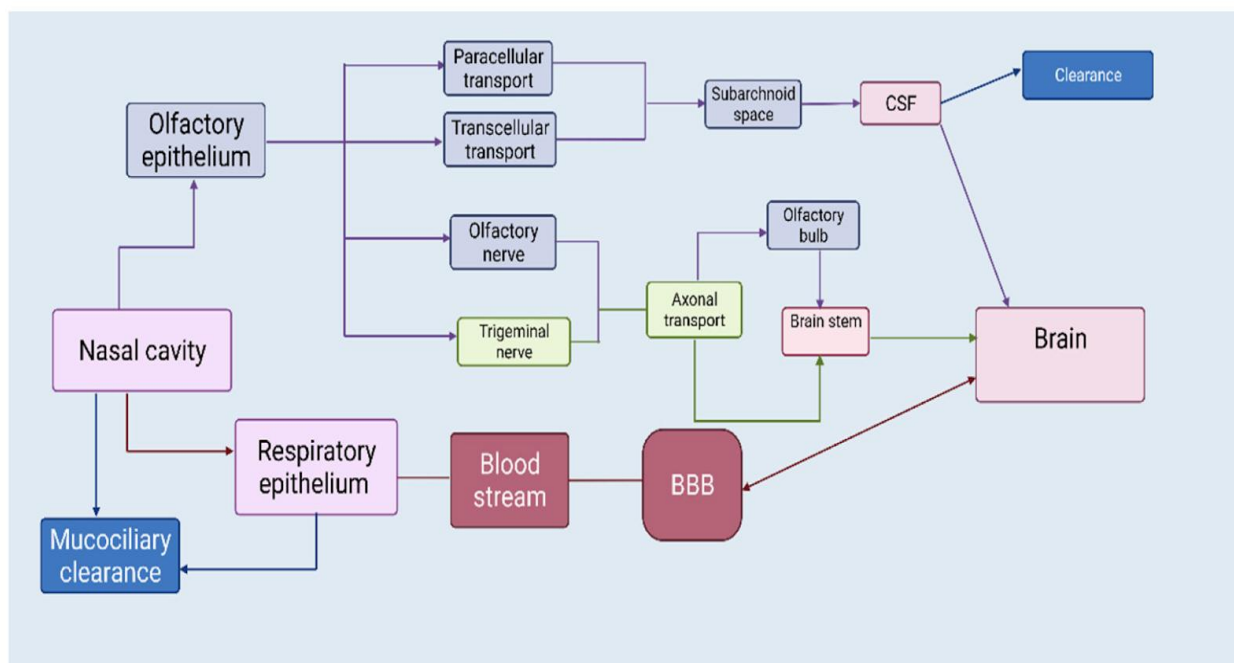 Paracellular
transport
Clearance
Subarchnoid
space
CSF
Olfactory
epithelium
Transcellular
transport
Olfactory
nerve
Olfactory
bulb
Axonal
transport
Trigeminal
nerve
Brain stem
Brain
Nasal cavity
Respiratory
epithelium
Blood
stream
BBB
Mucociliary
clearance